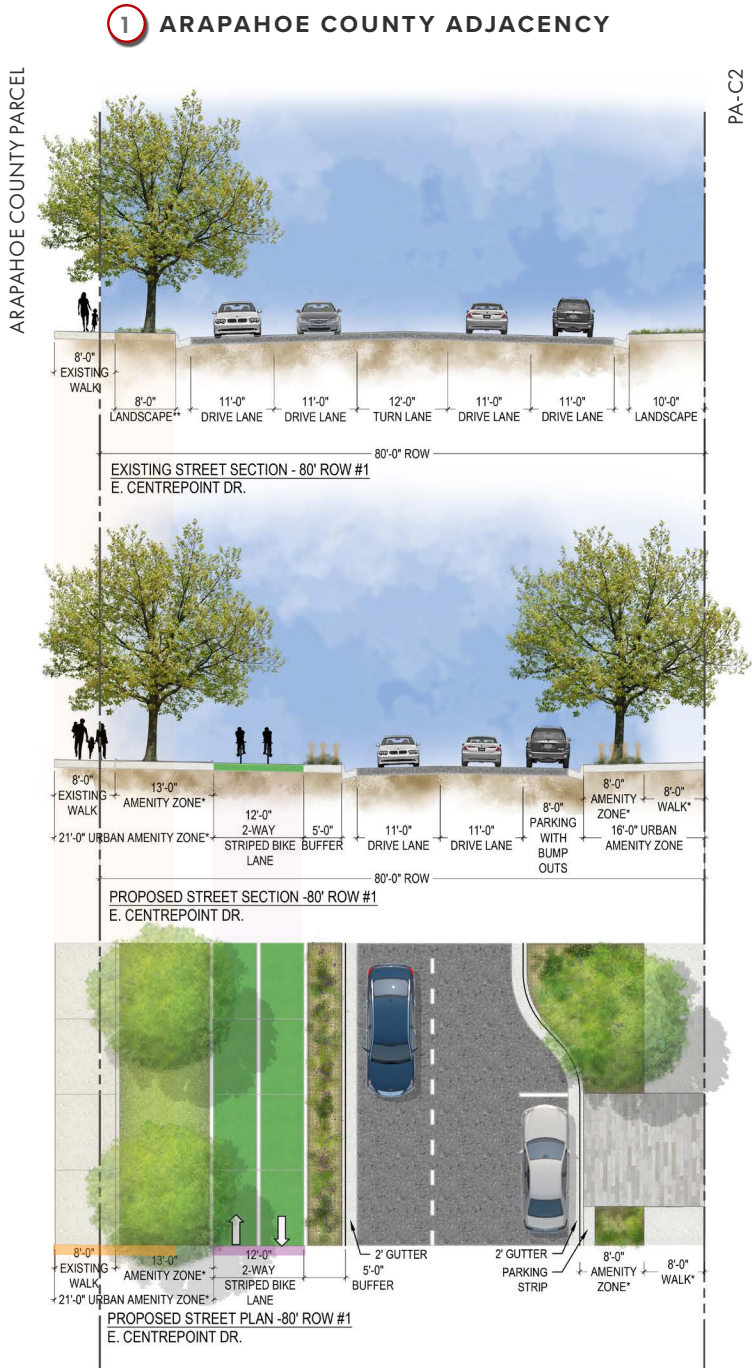 1 ARAPAHOE COUNTY ADJACENCY
ARAPAHOE COUNTY PARCEL
PA-C2
8'-0"
EXISTING
WALK
8'-0"
LANDSCAPE**
11'-0"
DRIVE LANE
11'-0"
DRIVE LANE
12'-0"
TURN LANE
11'-0"
DRIVE LANE
11'-0"
DRIVE LANE
10'-0"
LANDSCAPE
80'-0" ROW
EXISTING STREET SECTION - 80' ROW #1
E. CENTREPOINT DR.
8'-0"
EXISTING
WALK
13'-0"
AMENITY ZONE*
21'-0" URBAN AMENITY ZONE*
12'-0"
2-WAY
STRIPED BIKE
LANE
5'-0"
BUFFER
11'-0"
DRIVE LANE
11'-0"
DRIVE LANE
8'-0"
PARKING
WITH
BUMP
OUTS
8'-0"
AMENITY
ZONE*
8'-0"
WALK*
16'-0" URBAN
AMENITY ZONE
80'-0" ROW
PROPOSED STREET SECTION -80' ROW #1
E. CENTREPOINT DR.
8'-0"
EXISTING
WALK
13'-0"
AMENITY ZONE*
21'-0" URBAN AMENITY ZONE*
12'-0"
2-WAY
STRIPED BIKE
LANE
5'-0"
BUFFER
2' GUTTER
2' GUTTER
PARKING
STRIP
8'-0"
AMENITY
ZONE*
8'-0"
WALK*
PROPOSED STREET PLAN -80' ROW #1
E. CENTREPOINT DR.